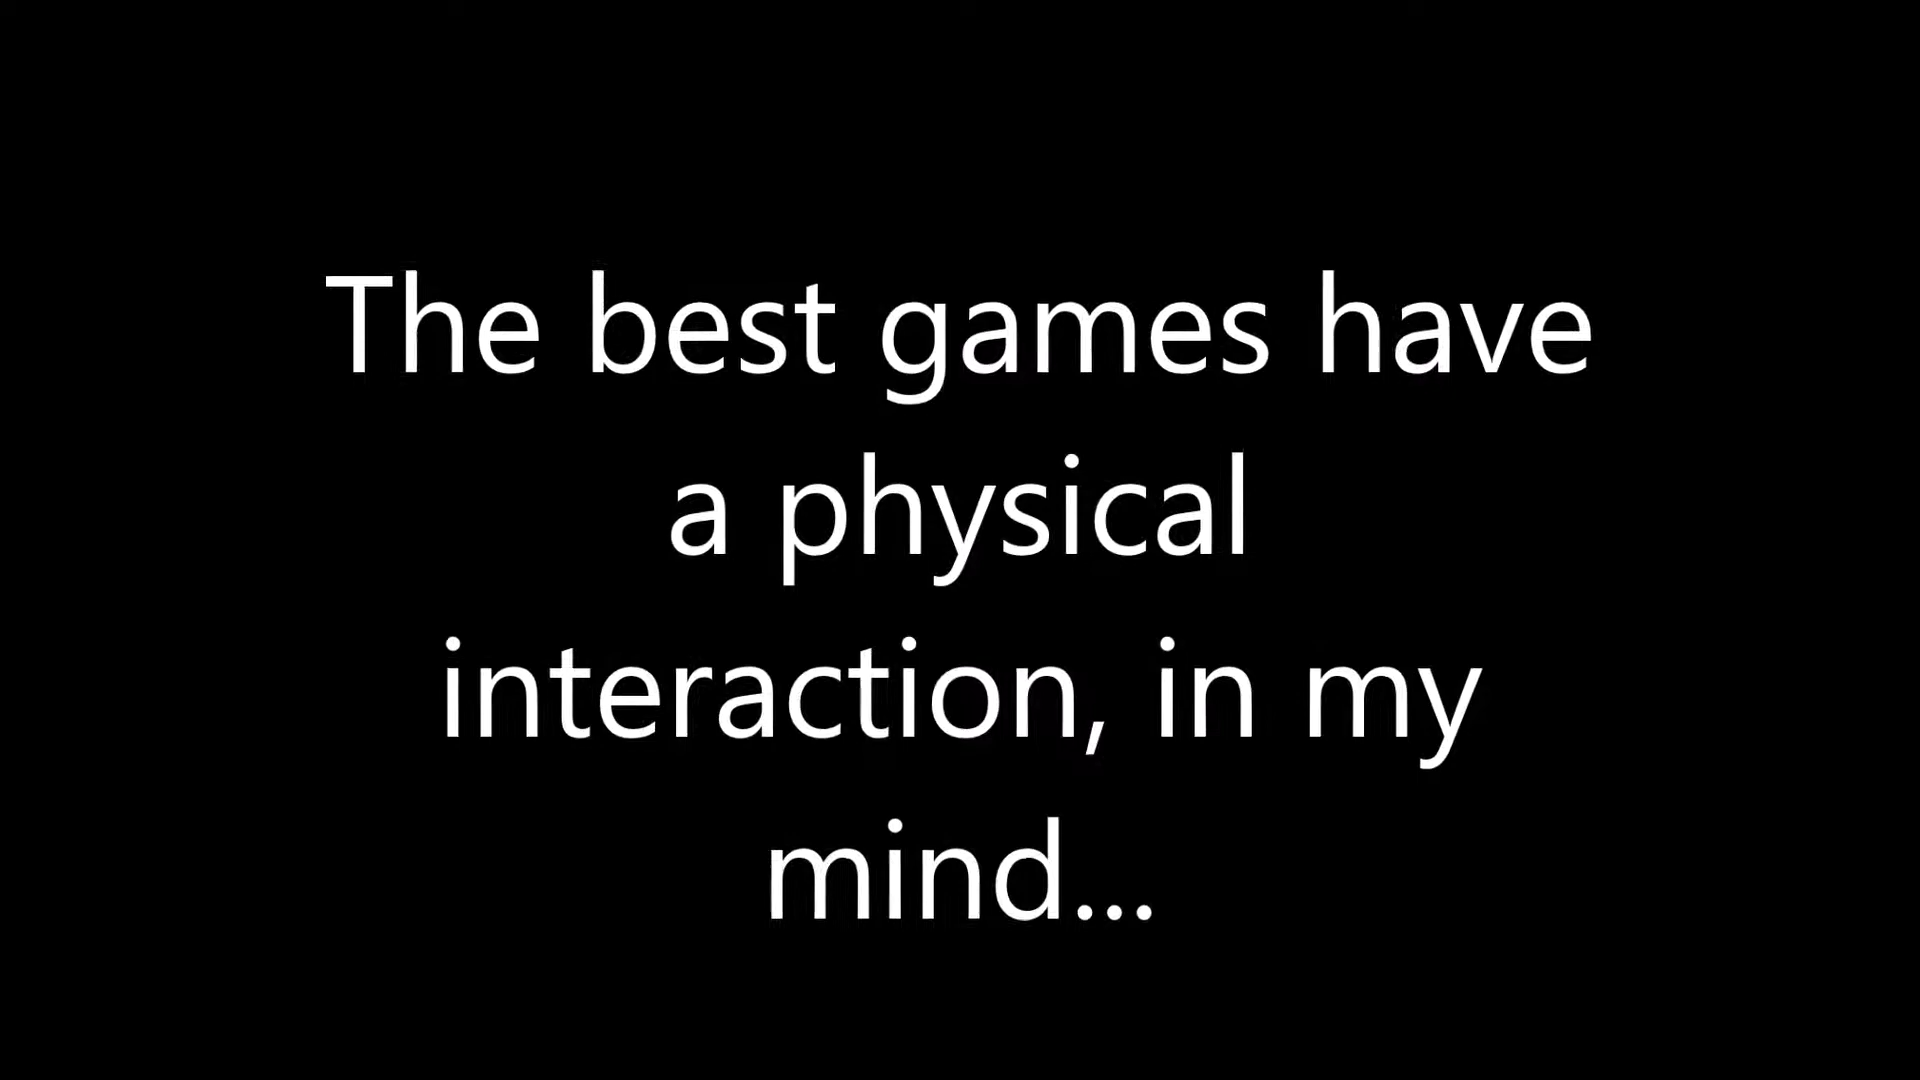 The best games have
a physical
interaction, in my
mind...